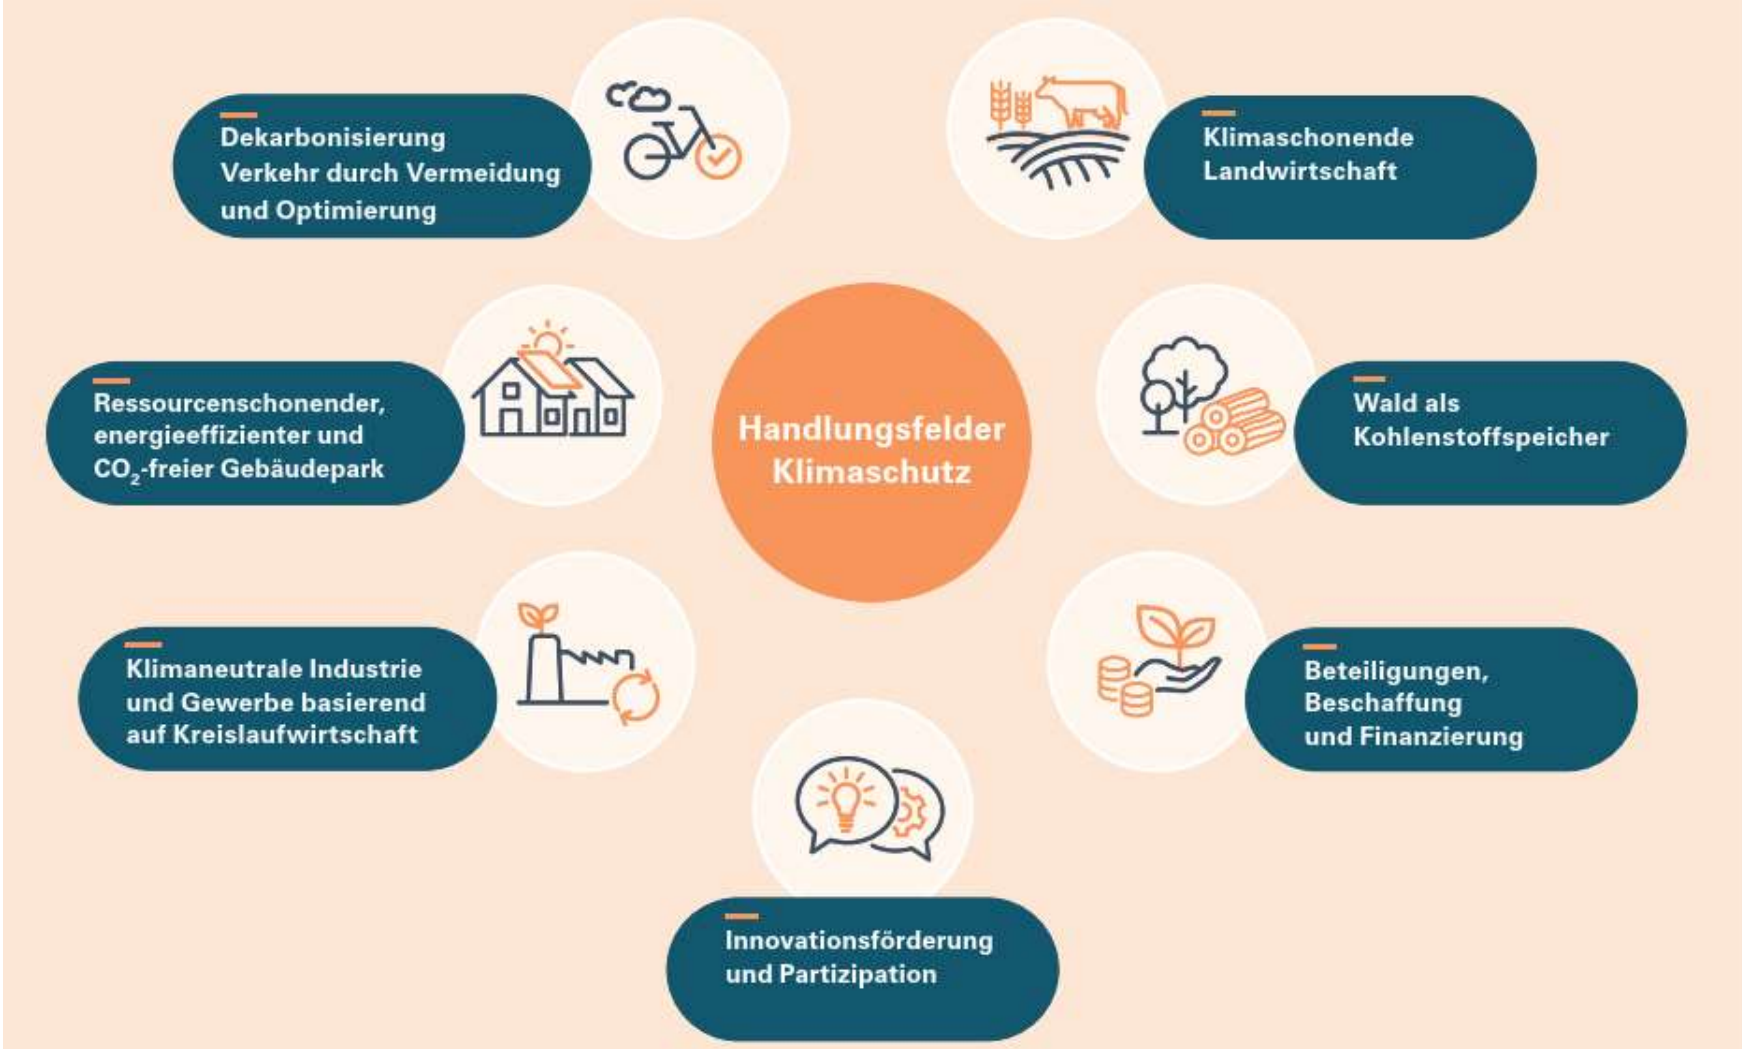 Dekarbonisierung
Verkehr durch Vermeidung
und Optimierung
Klimaschonende
Landwirtschaft
Ressourcenschonender,
energieeffizienter und
CO₂-freier Gebäudepark
Handlungsfelder
Klimaschutz
Wald als
Kohlenstoffspeicher
Klimaneutrale Industrie
und Gewerbe basierend
auf Kreislaufwirtschaft
Beteiligungen,
Beschaffung
und Finanzierung
Innovationsförderung
und Partizipation